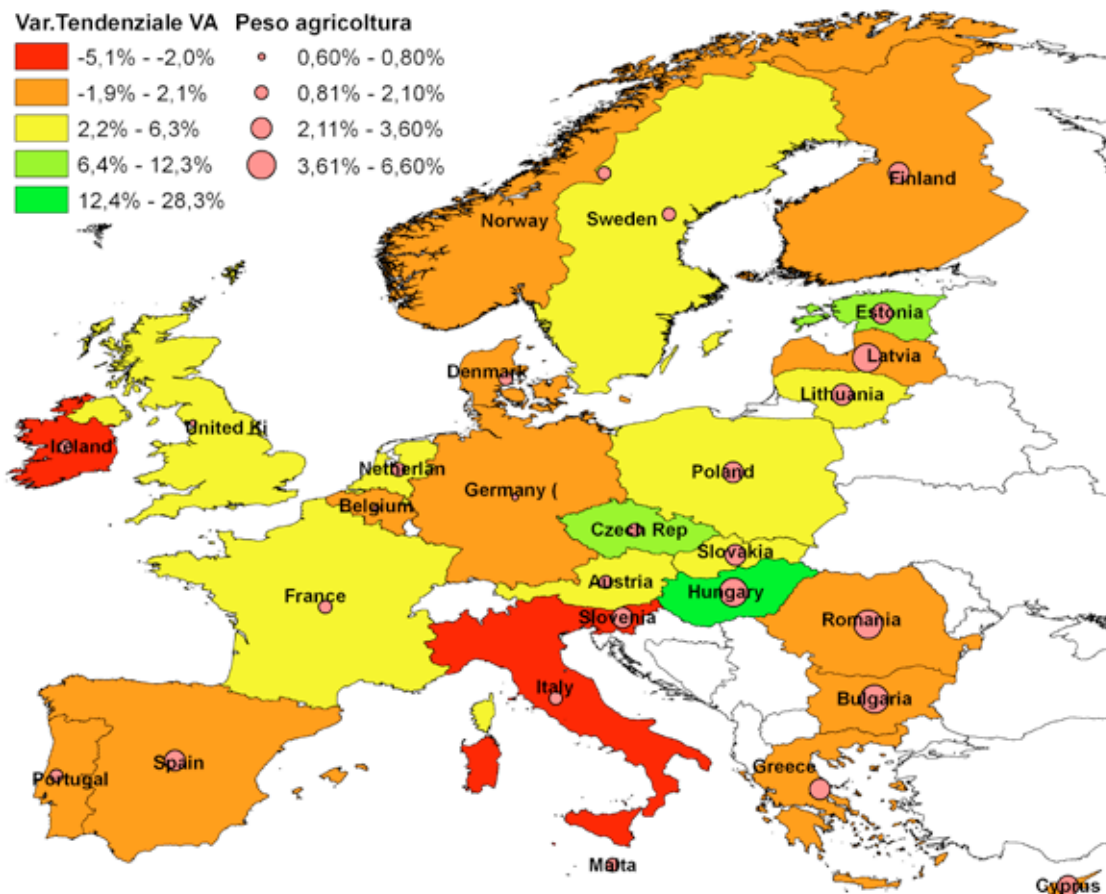 Var.Tendenziale VA Peso agricoltura
-5,1% - -2,0% 0,60% - 0,80%
-1,9% - 2,1% 0,81% - 2,10%
2,2% - 6,3% 2,11% - 3,60%
6,4% - 12,3% 3,61% - 6,60%
12,4% - 28,3%
Finland
Norway
Sweden
Estonia
Latvia
Denmark
Lithuania
United Ki
Ireland
Netherlan
Poland
Germany (
Belgium
Czech Rep
Slovakia
Austria
Hungary
France
Slovenia
Romania
Italy
Bulgaria
Spain
Greece
Portugal
Malta
Cyprus